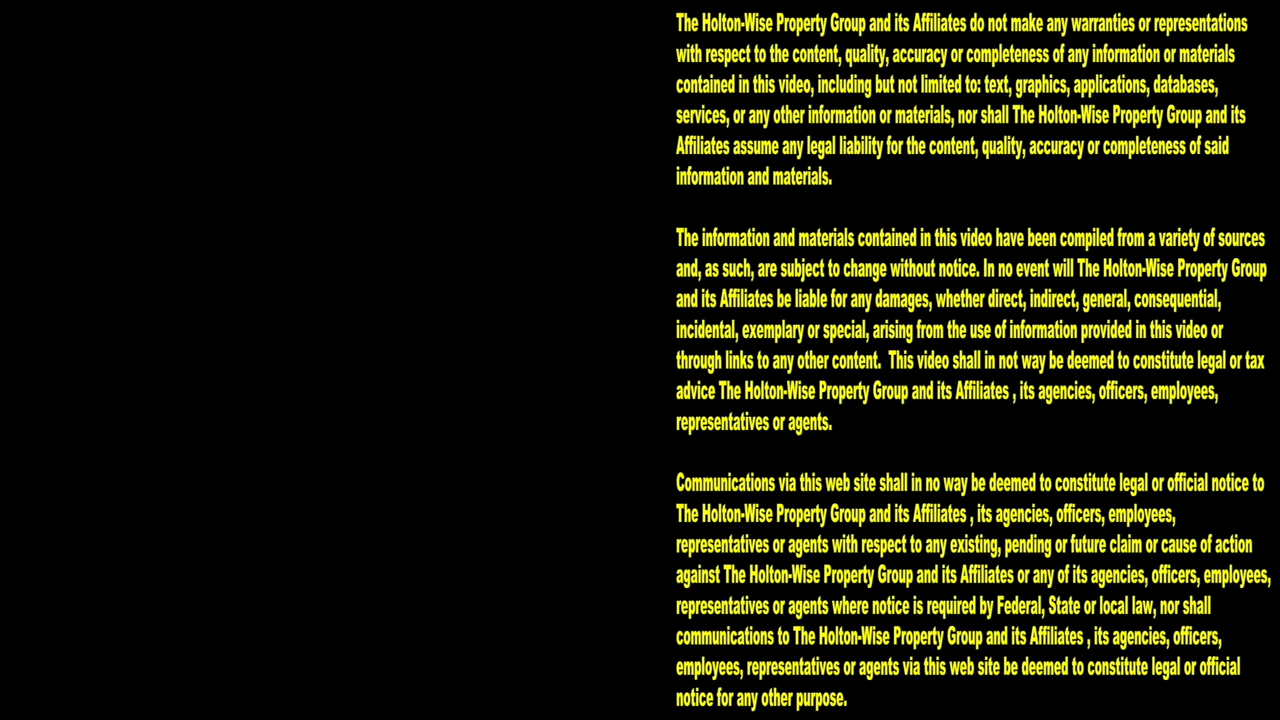 The Holton-Wise Property Group and its Affiliates do not make any warranties or representations
with respect to the content, quality, accuracy or completeness of any information or materials
contained in this video, including but not limited to: text, graphics, applications, databases,
services, or any other information or materials, nor shall The Holton-Wise Property Group and its
Affiliates assume any legal liability for the content, quality, accuracy or completeness of said
information and materials.
The information and materials contained in this video have been compiled from a variety of sources
and, as such, are subject to change without notice. In no event will The Holton-Wise Property Group
and its Affiliates be liable for any damages, whether direct, indirect, general, consequential,
incidental, exemplary or special, arising from the use of information provided in this video or
through links to any other content.  This video shall in not way be deemed to constitute legal or tax
advice The Holton-Wise Property Group and its Affiliates , its agencies, officers, employees,
representatives or agents.
Communications via this web site shall in no way be deemed to constitute legal or official notice to
The Holton-Wise Property Group and its Affiliates , its agencies, officers, employees,
representatives or agents with respect to any existing, pending or future claim or cause of action
against The Holton-Wise Property Group and its Affiliates or any of its agencies, officers, employees,
representatives or agents where notice is required by Federal, State or local law, nor shall
communications to The Holton-Wise Property Group and its Affiliates , its agencies, officers,
employees, representatives or agents via this web site be deemed to constitute legal or official
notice for any other purpose.